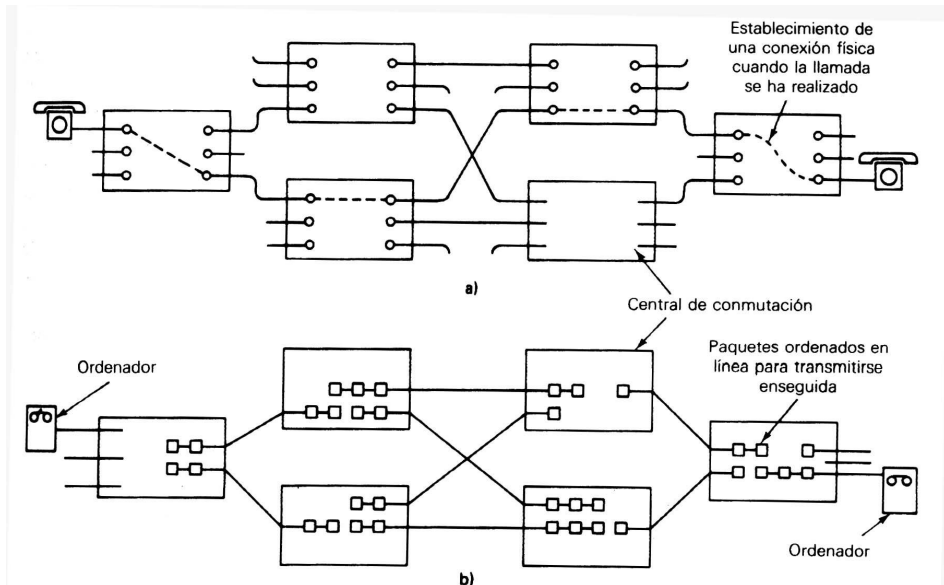 Establecimiento de
una conexión física
cuando la llamada
se ha realizado
a)
Central de conmutación
Ordenador
Paquetes ordenados en
línea para transmitirse
enseguida
Ordenador
b)